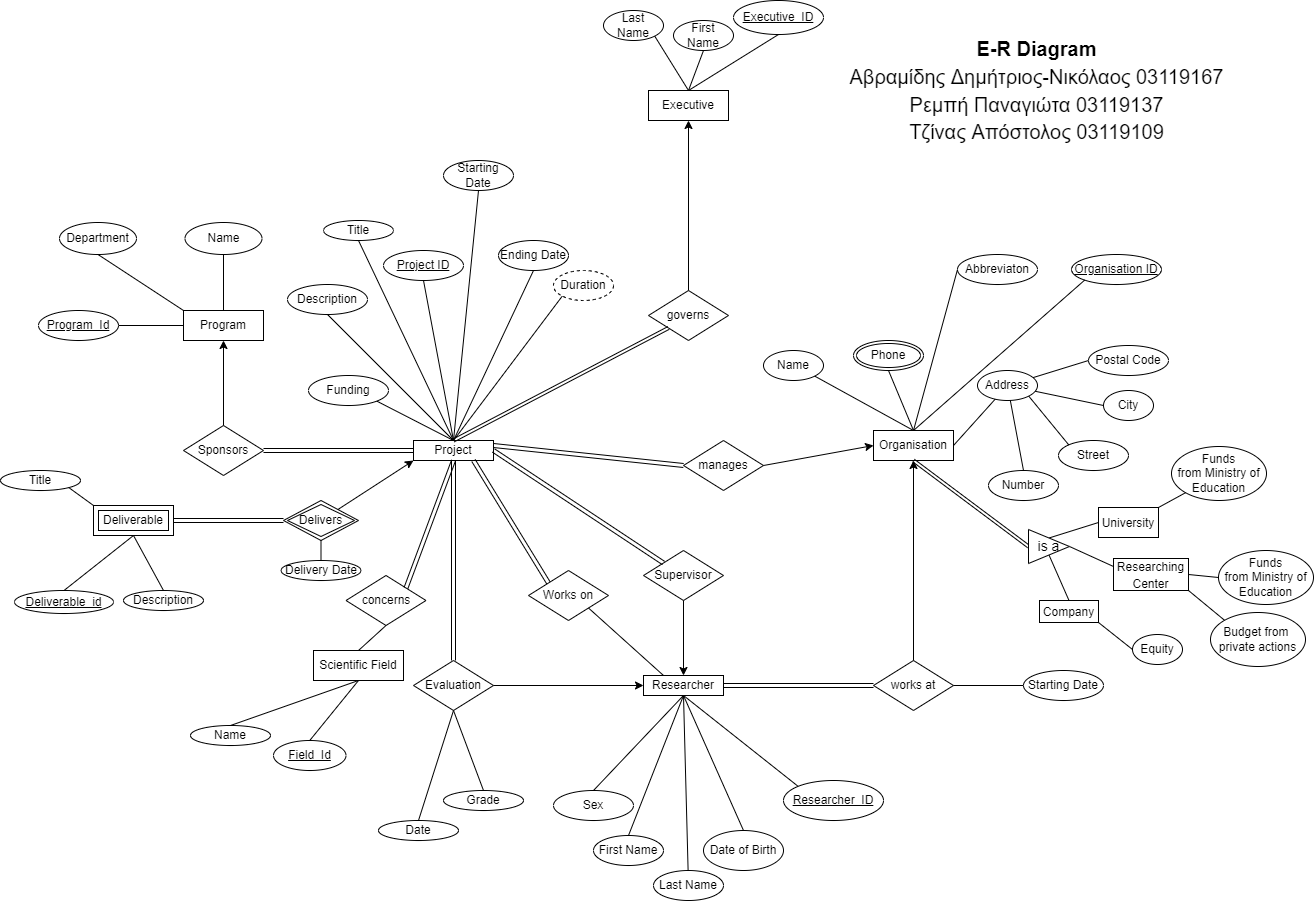 E-R Diagram
Αβραμίδης Δημήτριος-Νικόλαος 03119167
Ρεμπή Παναγιώτα 03119137
Τζίνας Απόστολος 03119109
Last
Name
First
Name
Executive_ID
Executive
Starting
Date
Department
Name
Title
Project ID
Ending Date
Duration
Description
Program_Id
Program
governs
Funding
Abbreviaton
Organisation ID
Name
Phone
Address
Postal Code
City
Street
Number
Sponsors
Project
manages
Organisation
Title
Deliverable
Delivers
Delivery Date
Deliverable_id
Description
concerns
Works on
Supervisor
is a
University
Funds
from Ministry of
Education
Researching
Center
Funds
from Ministry of
Education
Budget from
private actions
Company
Equity
Scientific Field
Name
Field_Id
Evaluation
Date
Grade
Researcher
works at
Starting Date
Sex
First Name
Last Name
Date of Birth
Researcher_ID